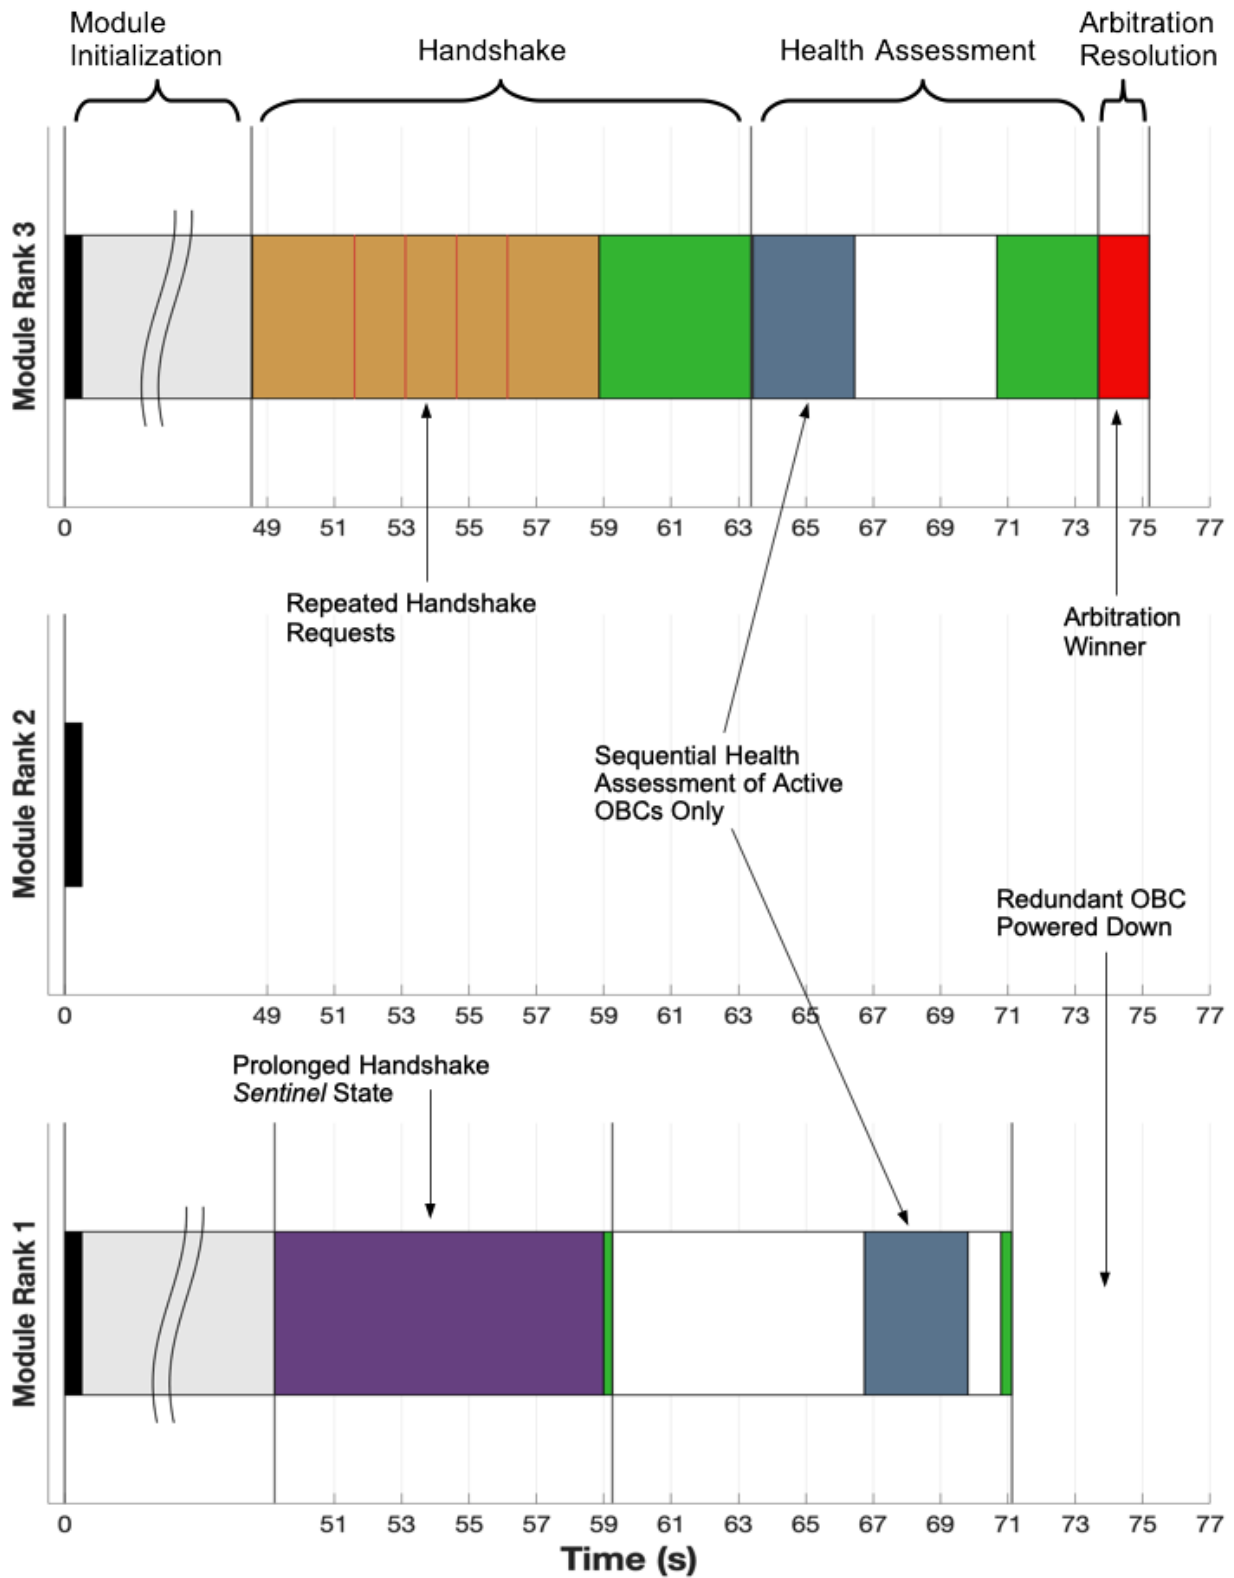 Module
Initialization
Handshake
Health Assessment
Arbitration
Resolution
Module Rank 3
0 49 51 53 55 57 59 61 63 65 67 69 71 73 75 77
Repeated Handshake
Requests
Arbitration
Winner
Module Rank 2
Sequential Health
Assessment of Active
OBCs Only
Redundant OBC
Powered Down
0 49 51 53 55 57 59 61 63 65 67 69 71 73 75 77
Prolonged Handshake
Sentinel State
Module Rank 1
0 51 53 55 57 59 61 63 65 67 69 71 73 75 77
Time (s)